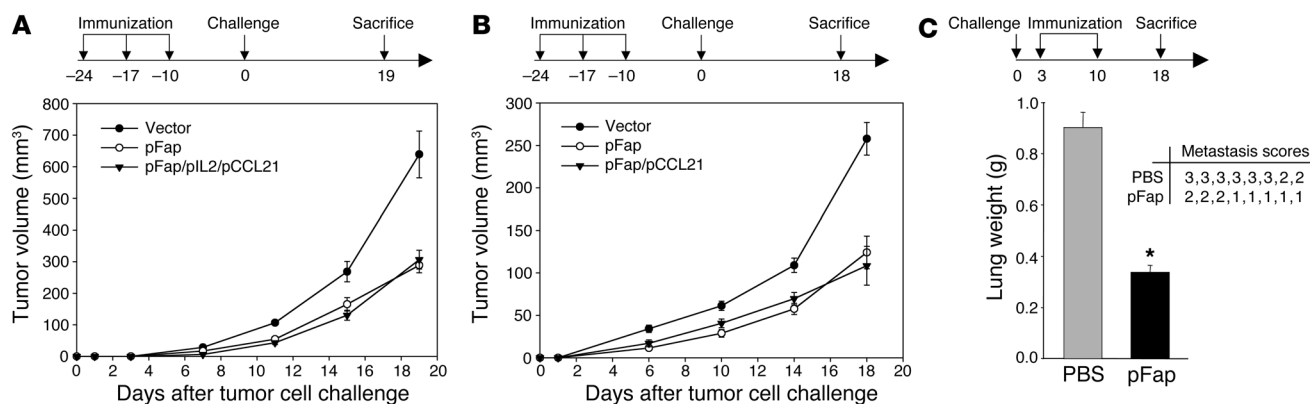 A
Immunization Challenge Sacrifice
–24 –17 –10 0 19
Tumor volume (mm³)
800
700
600
500
400
300
200
100
0
Vector
pFap
pFap/pIL2/pCCL21
0 2 4 6 8 10 12 14 16 18 20
Days after tumor cell challenge
B
Immunization Challenge Sacrifice
–24 –17 –10 0 18
Tumor volume (mm³)
300
250
200
150
100
50
0
Vector
pFap
pFap/pCCL21
0 2 4 6 8 10 12 14 16 18 20
Days after tumor cell challenge
C
Challenge Immunization Sacrifice
0 3 10 18
Lung weight (g)
1.0
0.8
0.6
0.4
0.2
0.0
*
PBS pFap
Metastasis scores
PBS 3,3,3,3,3,3,2,2
pFap 2,2,2,1,1,1,1,1